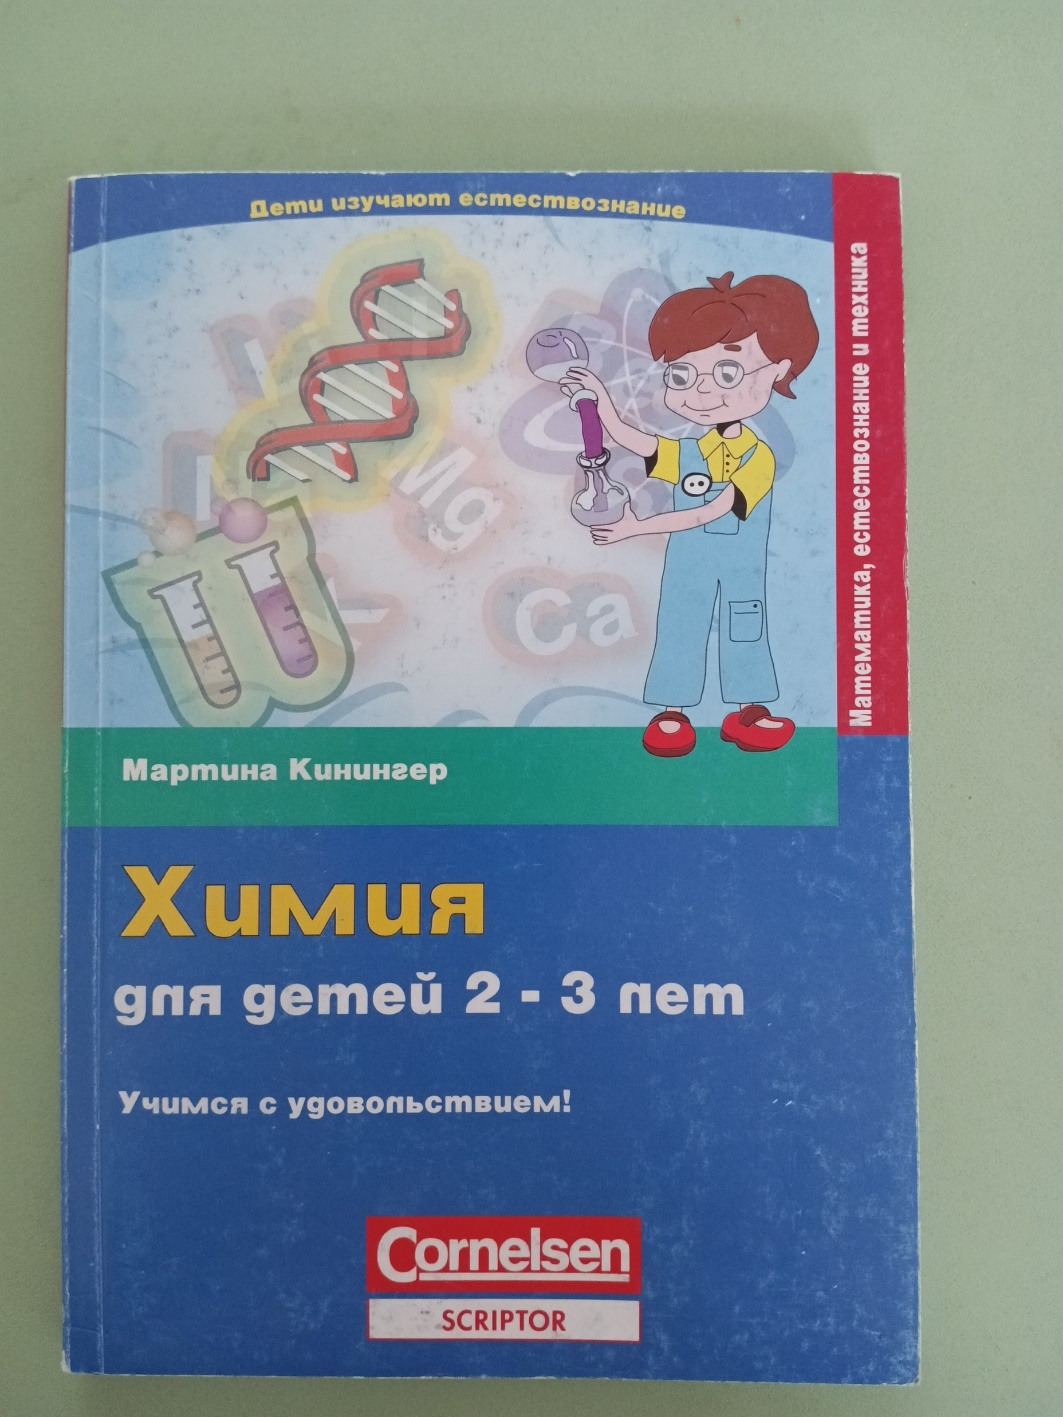 Дети изучают естествознание
Математика, естествознание и техника
Mg
Ca
Мартина Кинингер
Химия
для детей 2 - 3 лет
Учимся с удовольствием!
Cornelsen
SCRIPTOR